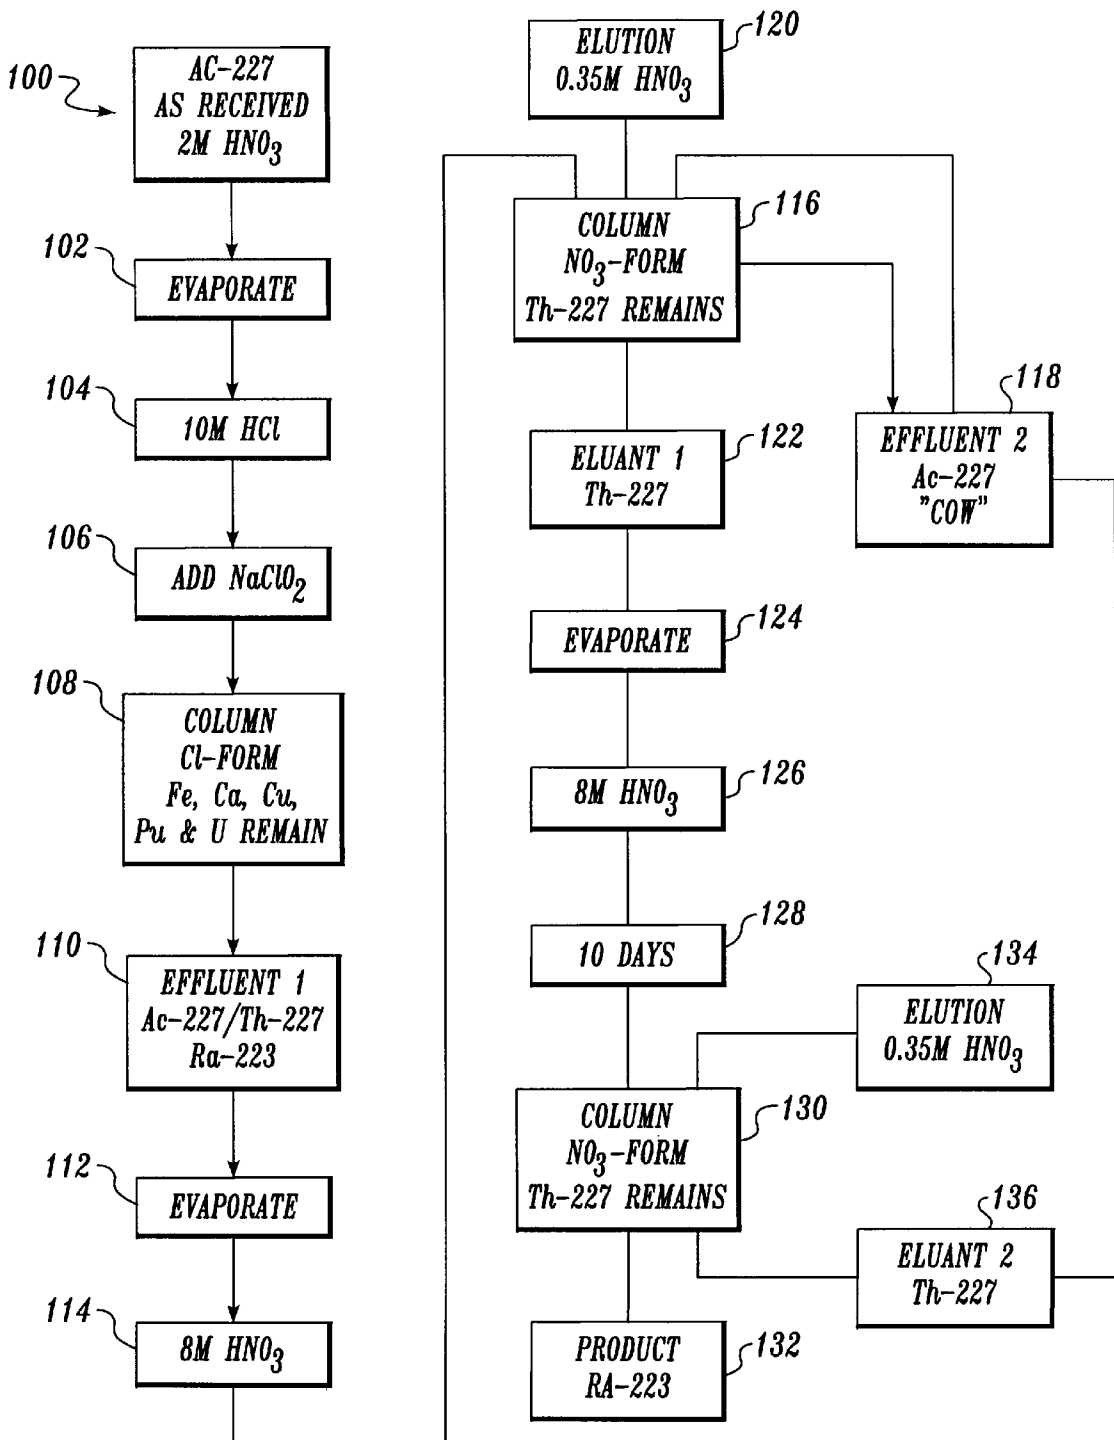 100
AC-227
AS RECEIVED
2M HNO3
102
EVAPORATE
104
10M HCl
106
ADD NaClO2
108
COLUMN
Cl-FORM
Fe, Ca, Cu,
Pu & U REMAIN
110
EFFLUENT 1
Ac-227/Th-227
Ra-223
112
EVAPORATE
114
8M HNO3
120
ELUTION
0.35M HNO3
116
COLUMN
NO3-FORM
Th-227 REMAINS
118
EFFLUENT 2
Ac-227
"COW"
122
ELUANT 1
Th-227
124
EVAPORATE
126
8M HNO3
128
10 DAYS
134
ELUTION
0.35M HNO3
130
COLUMN
NO3-FORM
Th-227 REMAINS
136
ELUANT 2
Th-227
132
PRODUCT
RA-223